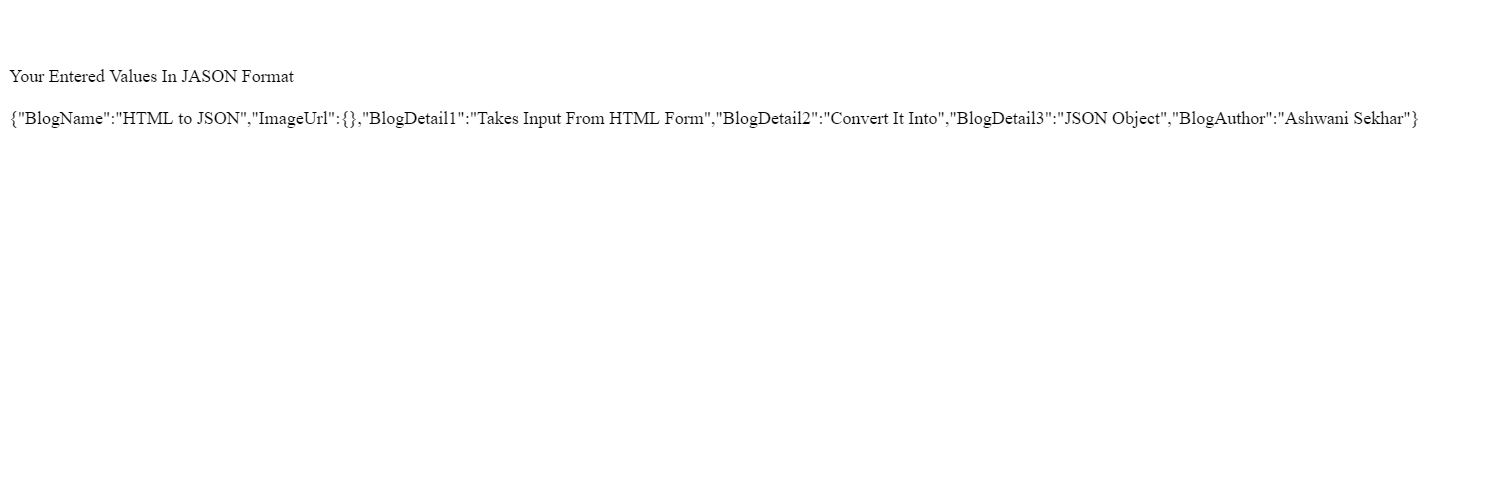 Your Entered Values In JASON Format
{"BlogName":"HTML to JSON","ImageUrl":{},"BlogDetail1":"Takes Input From HTML Form","BlogDetail2":"Convert It Into","BlogDetail3":"JSON Object","BlogAuthor":"Ashwani Sekhar"}